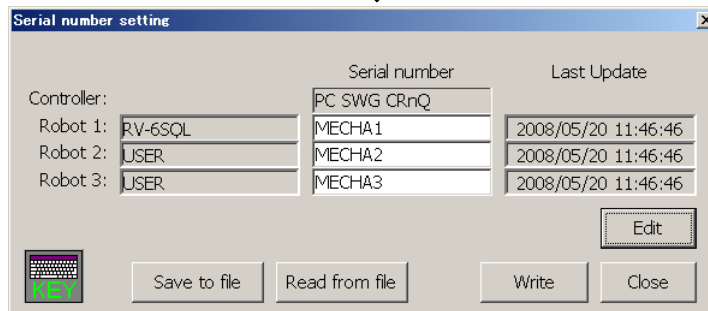 Serial number setting
Serial number Last Update
Controller: PC SWG CRnQ
Robot 1: RV-6SQL MECHA1 2008/05/20 11:46:46
Robot 2: USER MECHA2 2008/05/20 11:46:46
Robot 3: USER MECHA3 2008/05/20 11:46:46
Edit
KEY Save to file Read from file Write Close